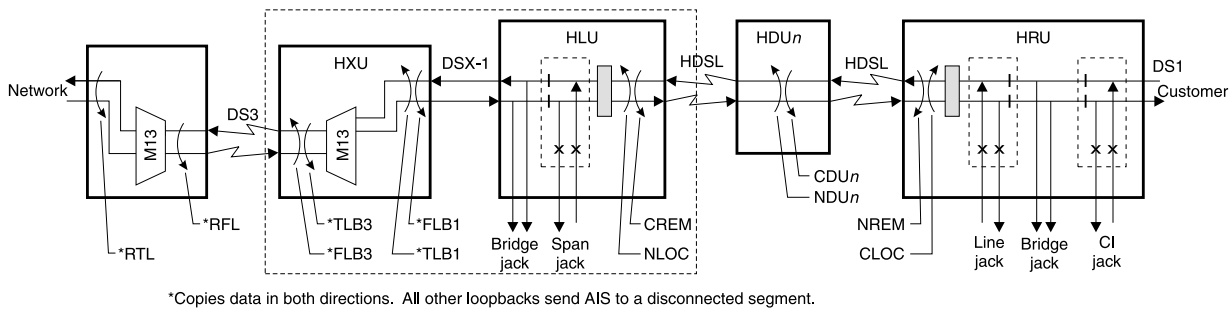 HLU
HDUn
HRU
HXU
DSX-1
HDSL
HDSL
DS1
Network
Customer
DS3
M13
M13
CDUn
NDUn
*RFL
*TLB3
*FLB1
CREM
NREM
*RTL
*FLB3
*TLB1
Bridge
jack
Span
jack
NLOC
CLOC
Line
jack
Bridge
jack
CI
jack
*Copies data in both directions. All other loopbacks send AIS to a disconnected segment.